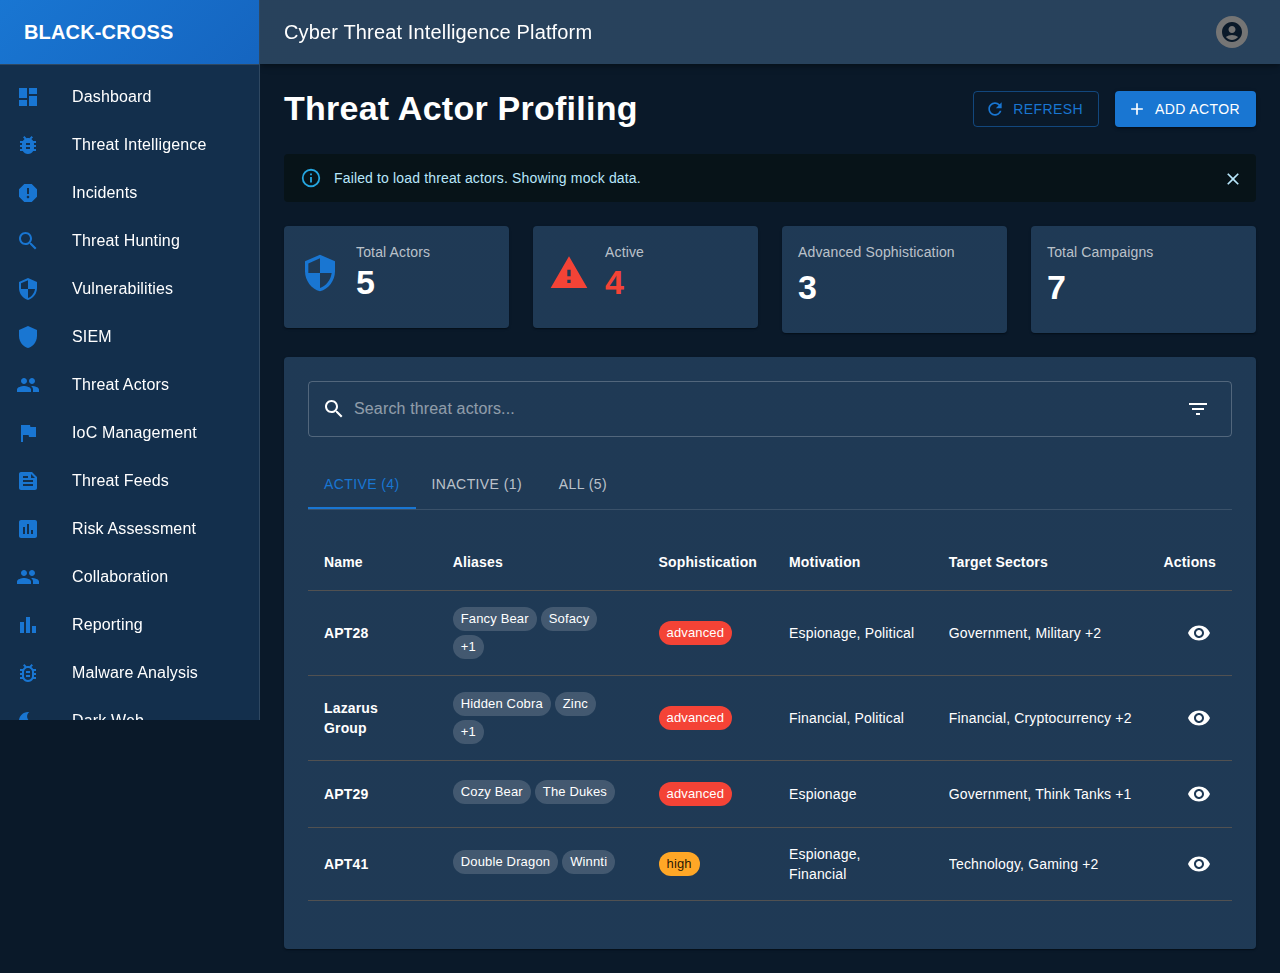 BLACK-CROSS
Cyber Threat Intelligence Platform
Dashboard
Threat Intelligence
Incidents
Threat Hunting
Vulnerabilities
SIEM
Threat Actors
IoC Management
Threat Feeds
Risk Assessment
Collaboration
Reporting
Malware Analysis
Dark Web
Threat Actor Profiling
REFRESH
ADD ACTOR
Failed to load threat actors. Showing mock data.
Total Actors
5
Active
4
Advanced Sophistication
3
Total Campaigns
7
Search threat actors...
ACTIVE (4) INACTIVE (1) ALL (5)
Name Aliases Sophistication Motivation Target Sectors Actions
APT28
Fancy Bear Sofacy
+1
advanced
Espionage, Political
Government, Military +2
Lazarus
Group
Hidden Cobra Zinc
+1
advanced
Financial, Political
Financial, Cryptocurrency +2
APT29
Cozy Bear The Dukes
advanced
Espionage
Government, Think Tanks +1
APT41
Double Dragon Winnti
high
Espionage,
Financial
Technology, Gaming +2